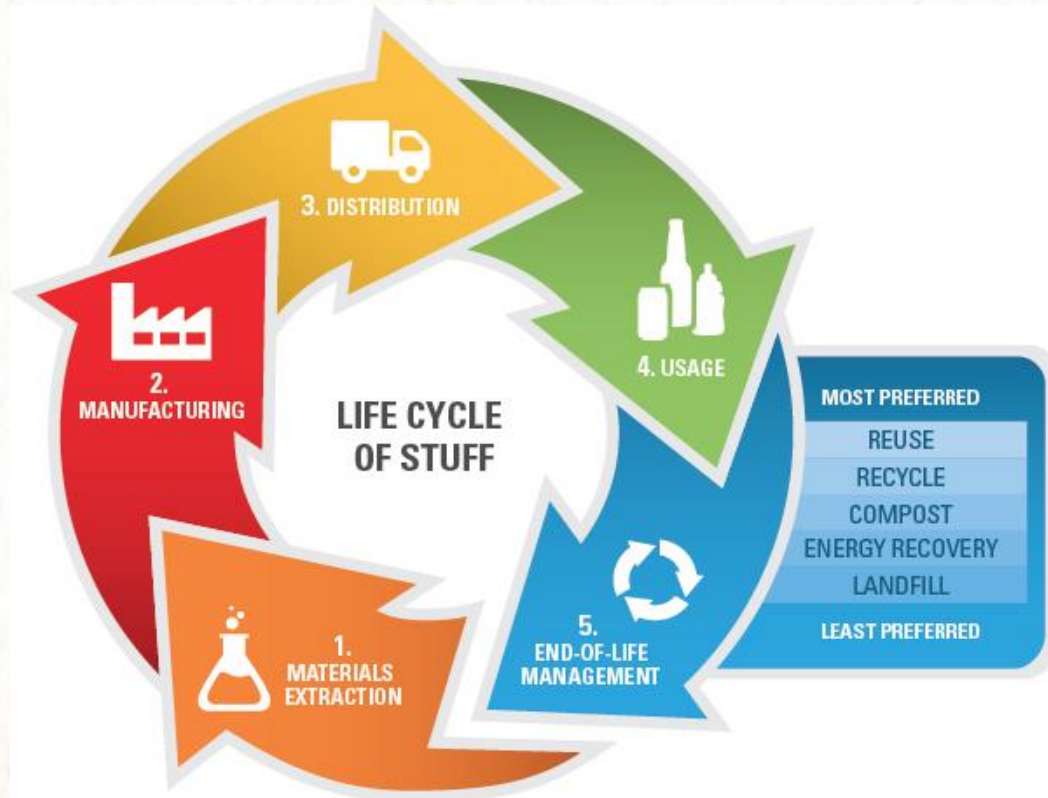 LIFE CYCLE
OF STUFF
1.
MATERIALS
EXTRACTION
2.
MANUFACTURING
3. DISTRIBUTION
4. USAGE
5.
END-OF-LIFE
MANAGEMENT
MOST PREFERRED
REUSE
RECYCLE
COMPOST
ENERGY RECOVERY
LANDFILL
LEAST PREFERRED